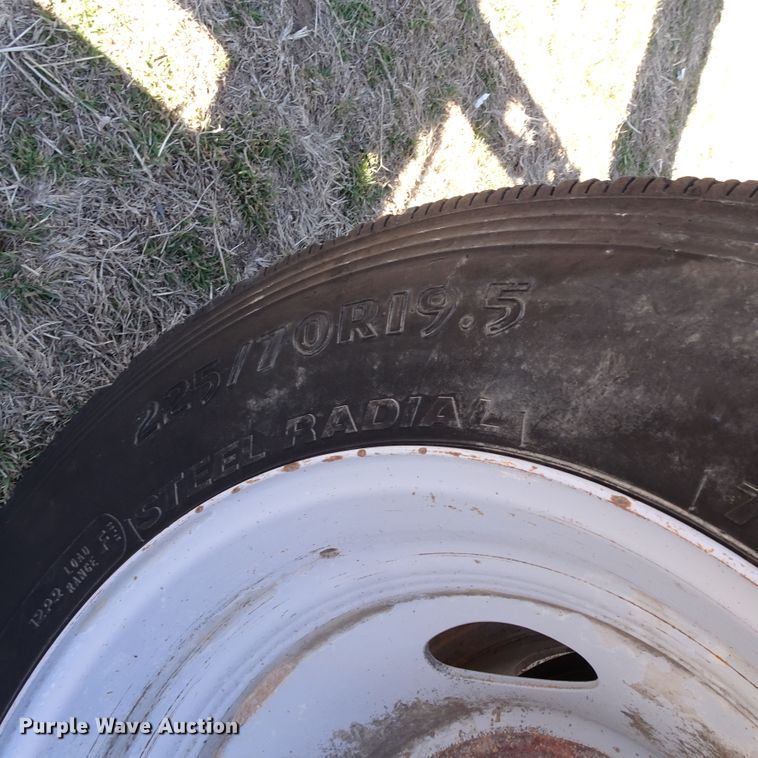 225/70R19.5
STEEL RADIAL
LOAD
RANGE
Purple Wave Auction